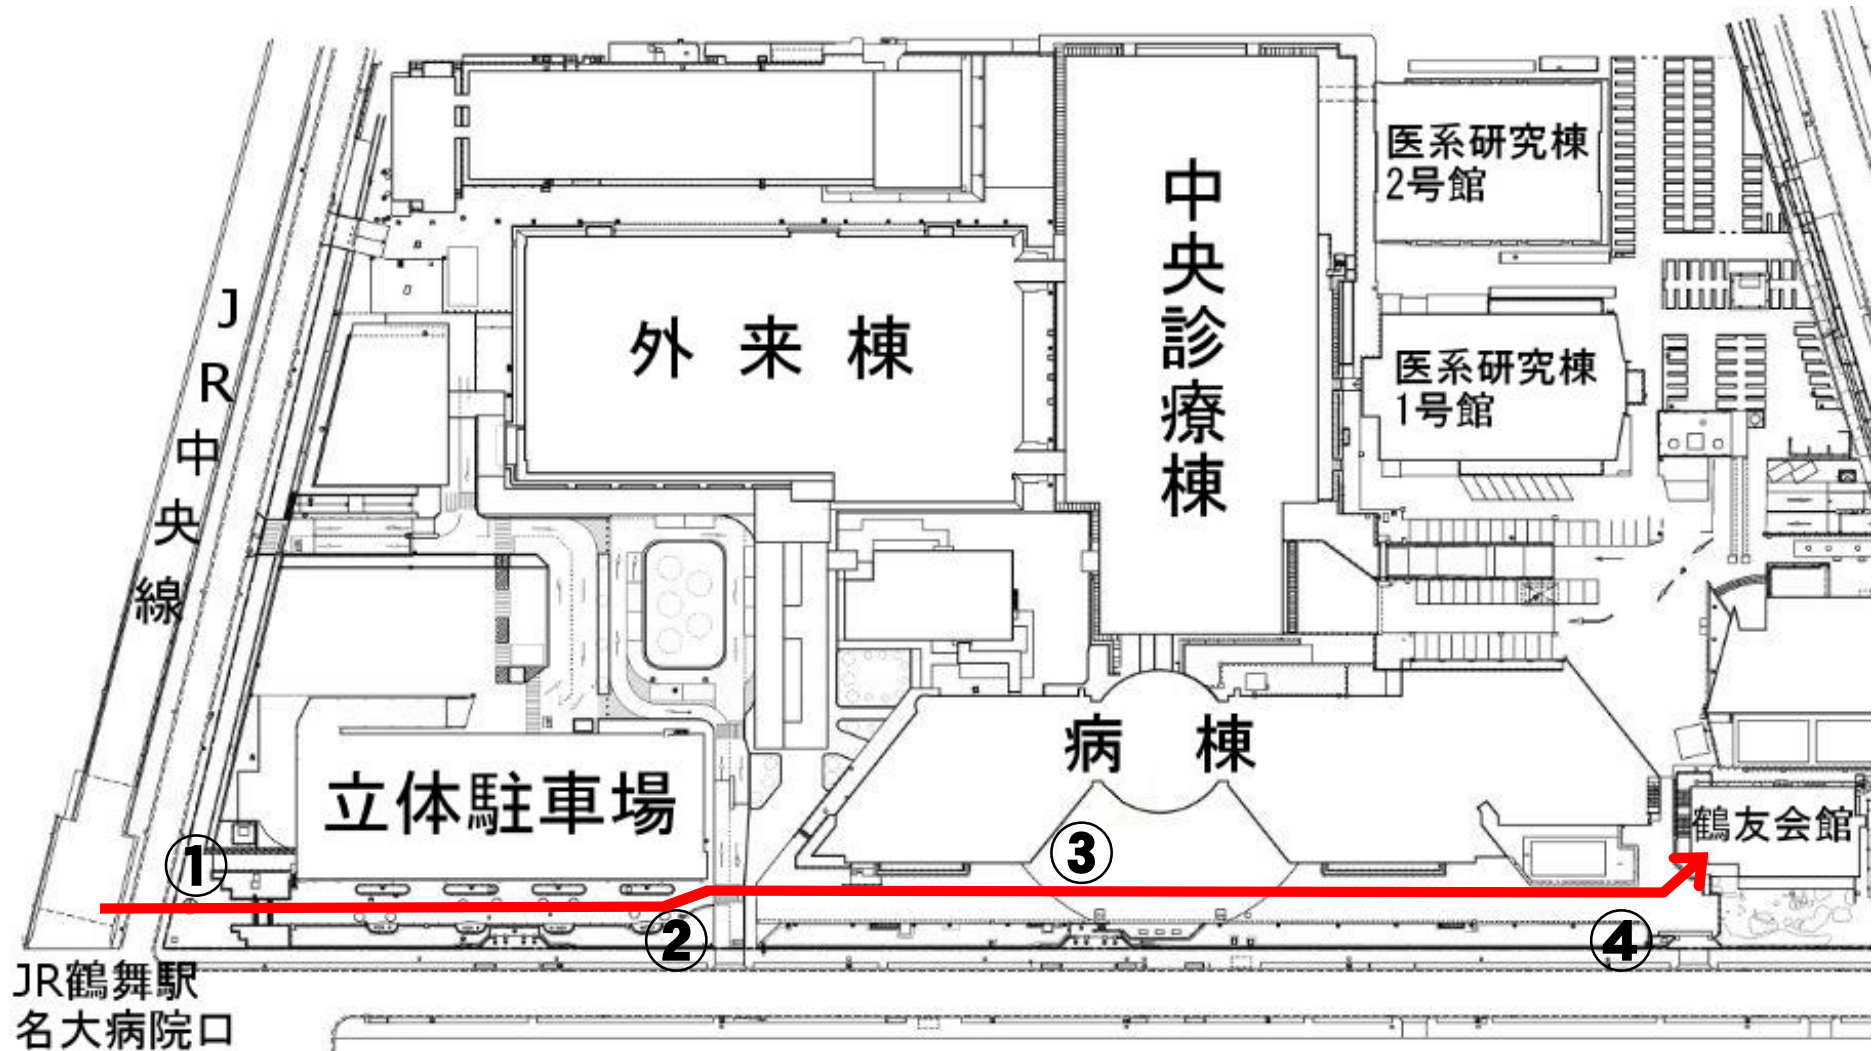 JR中央線
外来棟
中央診療棟
医系研究棟
2号館
医系研究棟
1号館
立体駐車場
病棟
鶴友会館
①
②
③
④
JR鶴舞駅
名大病院口